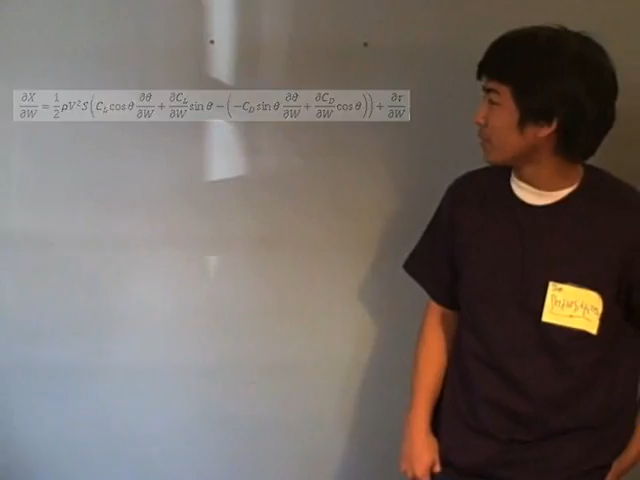 ∂X/∂W = 1/2 ρV²S(C_L cos θ ∂θ/∂W + ∂C_L/∂W sin θ − (−C_D sin θ ∂θ/∂W + ∂C_D/∂W cos θ)) + ∂τ/∂W